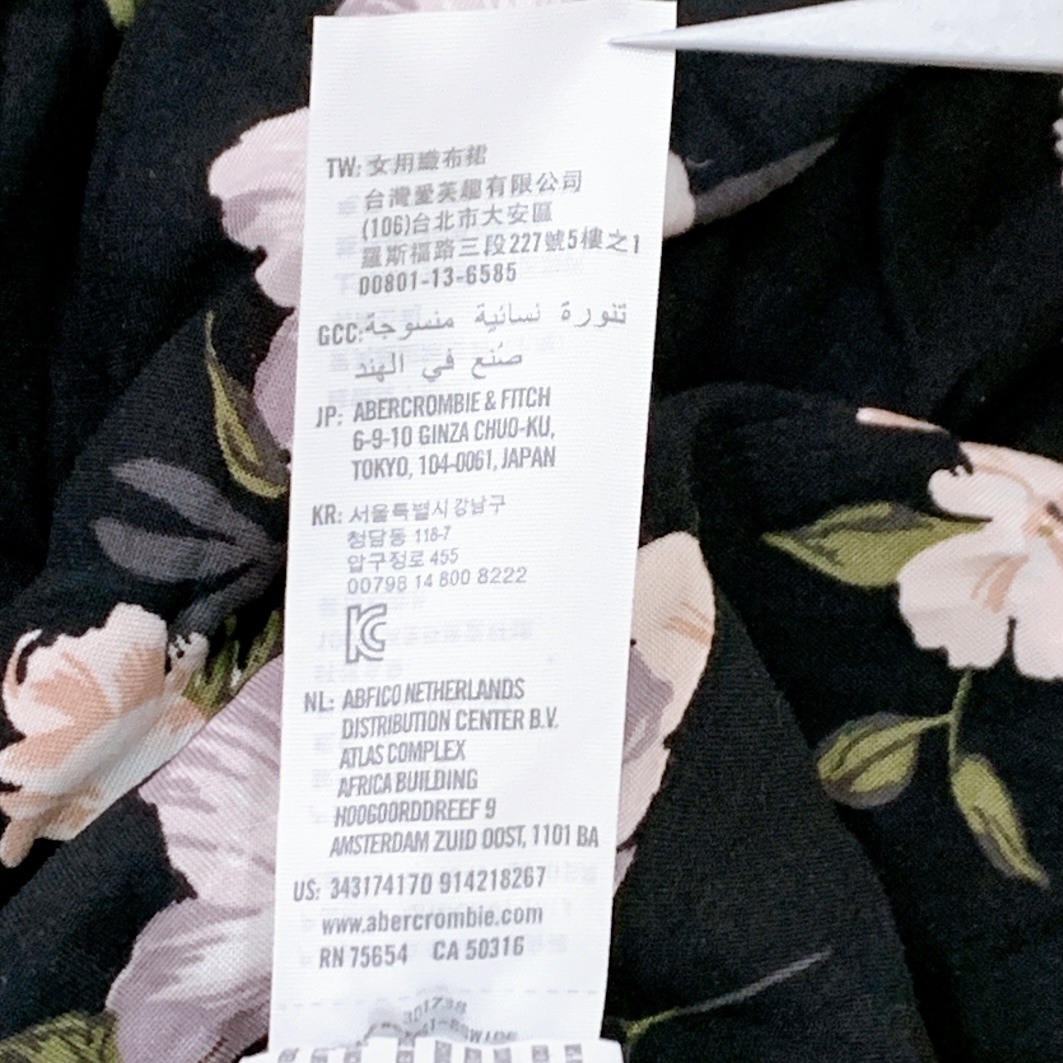 TW: 女用織布裙
台灣愛芙趣有限公司
(106)台北市大安區
羅斯福路三段227號5樓之1
00801-13-6585
GCC: تنورة نسائية منسوجة
صُنع في الهند
JP: ABERCROMBIE & FITCH
6-9-10 GINZA CHUO-KU,
TOKYO, 104-0061, JAPAN
KR: 서울특별시 강남구
청담동 118-7
압구정로 455
00798 14 800 8222
KC
NL: ABFICO NETHERLANDS
DISTRIBUTION CENTER B.V.
ATLAS COMPLEX
AFRICA BUILDING
HOOGOORDDREEF 9
AMSTERDAM ZUID OOST, 1101 BA
US: 343174170 914218267
www.abercrombie.com
RN 75654 CA 50316